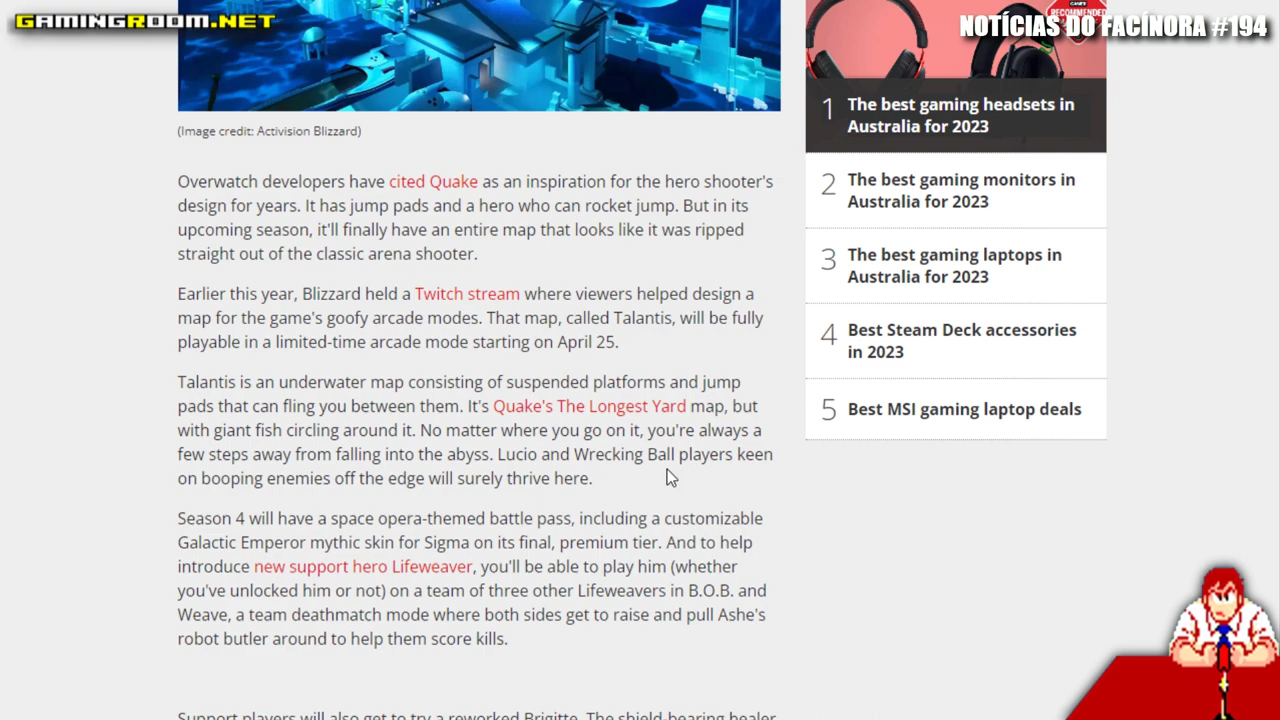 GAMINGROOM.NET
NOTÍCIAS DO FACÍNORA #194
RECOMMENDED
(Image credit: Activision Blizzard)
Overwatch developers have cited Quake as an inspiration for the hero shooter's
design for years. It has jump pads and a hero who can rocket jump. But in its
upcoming season, it'll finally have an entire map that looks like it was ripped
straight out of the classic arena shooter.
Earlier this year, Blizzard held a Twitch stream where viewers helped design a
map for the game's goofy arcade modes. That map, called Talantis, will be fully
playable in a limited-time arcade mode starting on April 25.
Talantis is an underwater map consisting of suspended platforms and jump
pads that can fling you between them. It's Quake's The Longest Yard map, but
with giant fish circling around it. No matter where you go on it, you're always a
few steps away from falling into the abyss. Lucio and Wrecking Ball players keen
on booping enemies off the edge will surely thrive here.
Season 4 will have a space opera-themed battle pass, including a customizable
Galactic Emperor mythic skin for Sigma on its final, premium tier. And to help
introduce new support hero Lifeweaver, you'll be able to play him (whether
you've unlocked him or not) on a team of three other Lifeweavers in B.O.B. and
Weave, a team deathmatch mode where both sides get to raise and pull Ashe's
robot butler around to help them score kills.
Support players will also get to try a reworked Brigitte. The shield-bearing healer
1 The best gaming headsets in
Australia for 2023
2 The best gaming monitors in
Australia for 2023
3 The best gaming laptops in
Australia for 2023
4 Best Steam Deck accessories
in 2023
5 Best MSI gaming laptop deals